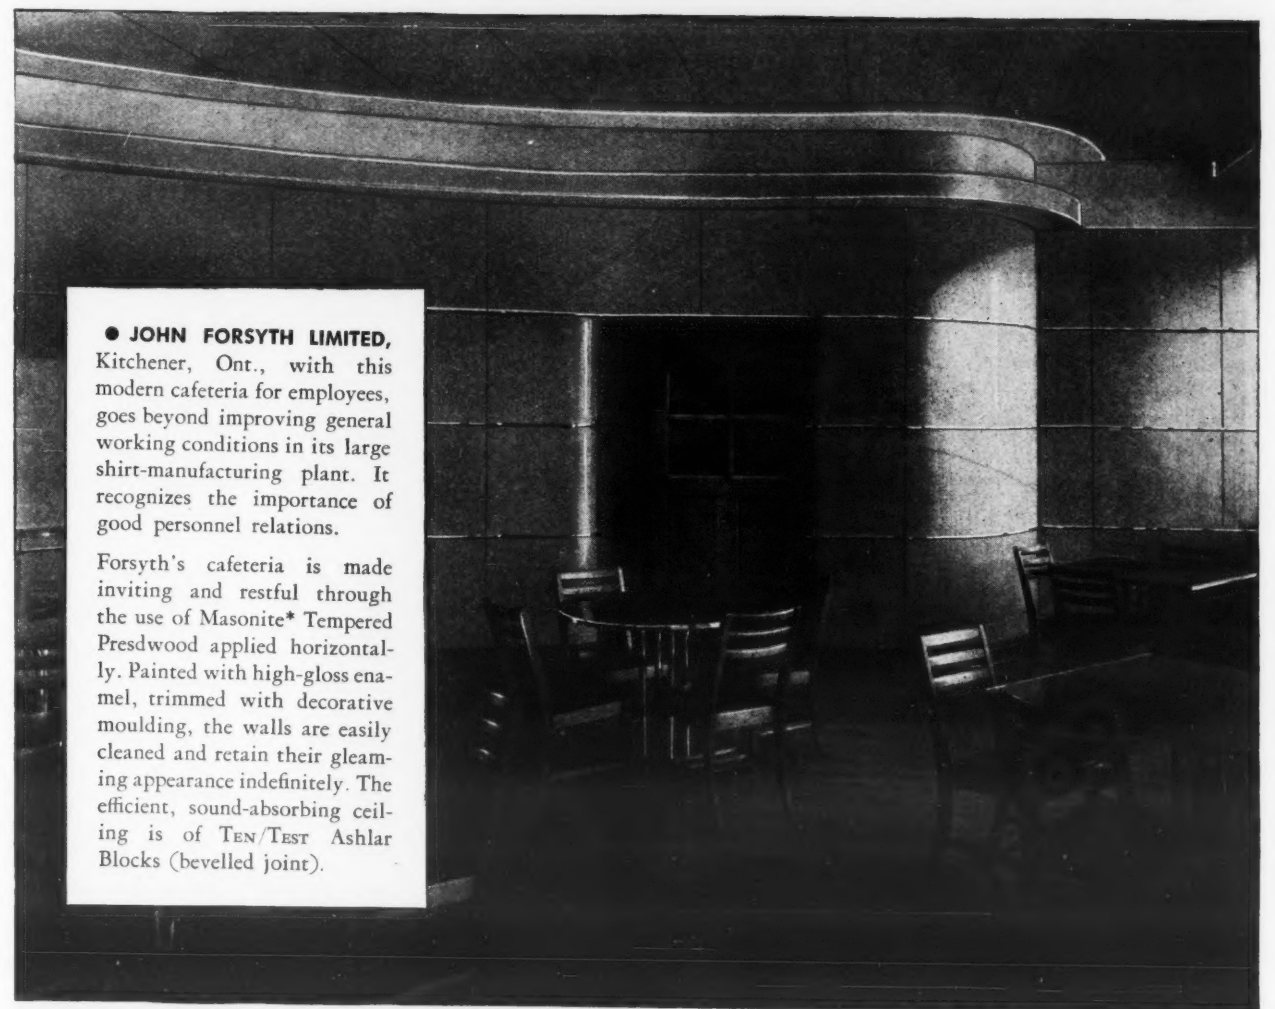 ● JOHN FORSYTH LIMITED,
Kitchener, Ont., with this
modern cafeteria for employees,
goes beyond improving general
working conditions in its large
shirt-manufacturing plant. It
recognizes the importance of
good personnel relations.
Forsyth's cafeteria is made
inviting and restful through
the use of Masonite* Tempered
Presdwood applied horizontal-
ly. Painted with high-gloss ena-
mel, trimmed with decorative
moulding, the walls are easily
cleaned and retain their gleam-
ing appearance indefinitely. The
efficient, sound-absorbing ceil-
ing is of TEN/TEST Ashlar
Blocks (bevelled joint).